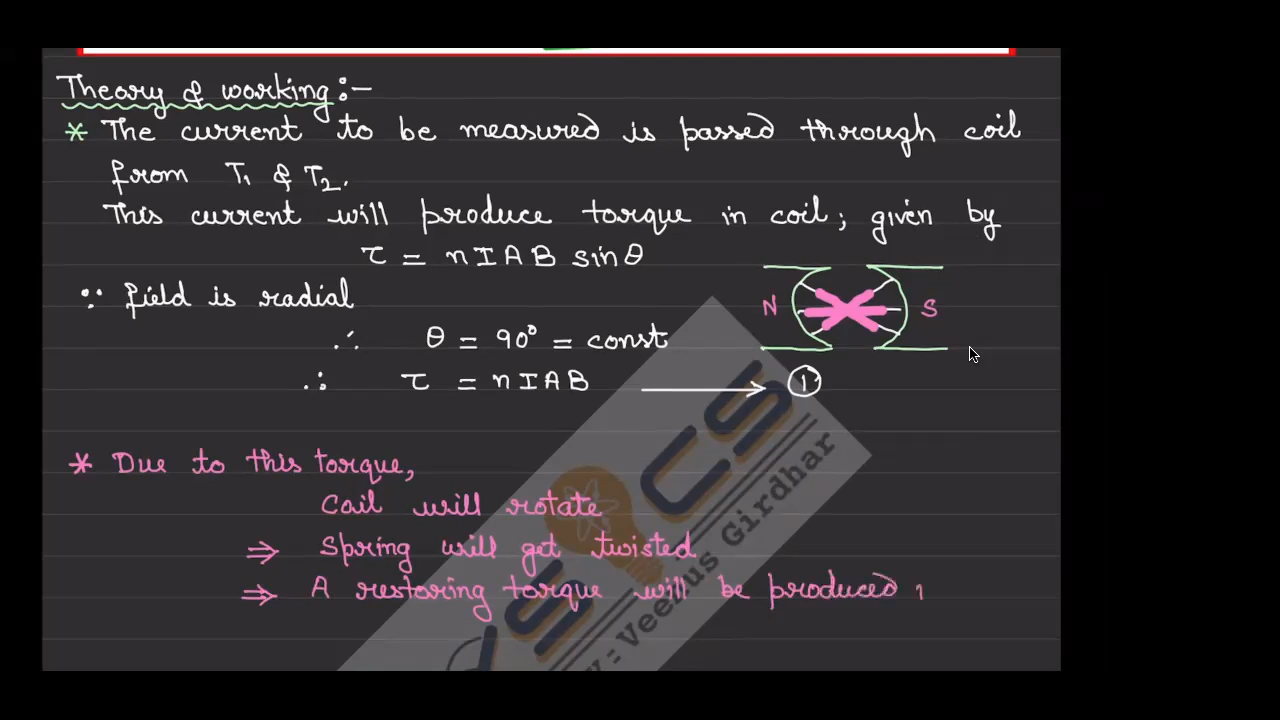 Theory & working:-
* The current to be measured is passed through coil
from T₁ & T₂.
This current will produce torque in coil; given by
τ = nIAB sinθ
∵ field is radial
N S
∴ θ = 90° = const
∴ τ = nIAB ⟶ ①
* Due to this torque,
Coil will rotate
⇒ Spring will get twisted
⇒ A restoring torque will be produced
CS
: Veenus Girdhar